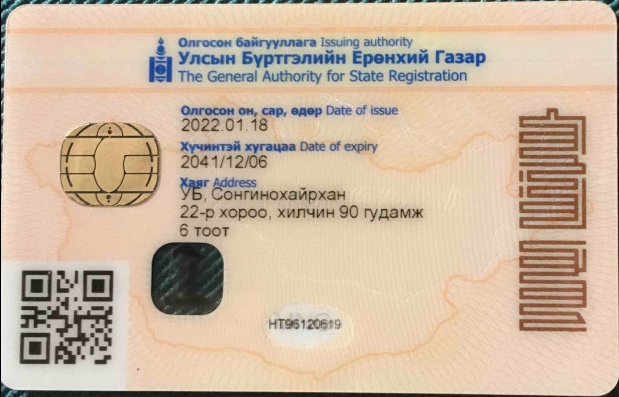 Олгосон байгууллага Issuing authority
Улсын Бүртгэлийн Ерөнхий Газар
The General Authority for State Registration
Олгосон он, сар, өдөр Date of issue
2022.01.18
Хүчинтэй хугацаа Date of expiry
2041/12/06
Хаяг Address
УБ, Сонгинохайрхан
22-р хороо, хилчин 90 гудамж
6 тоот
НТ96120619